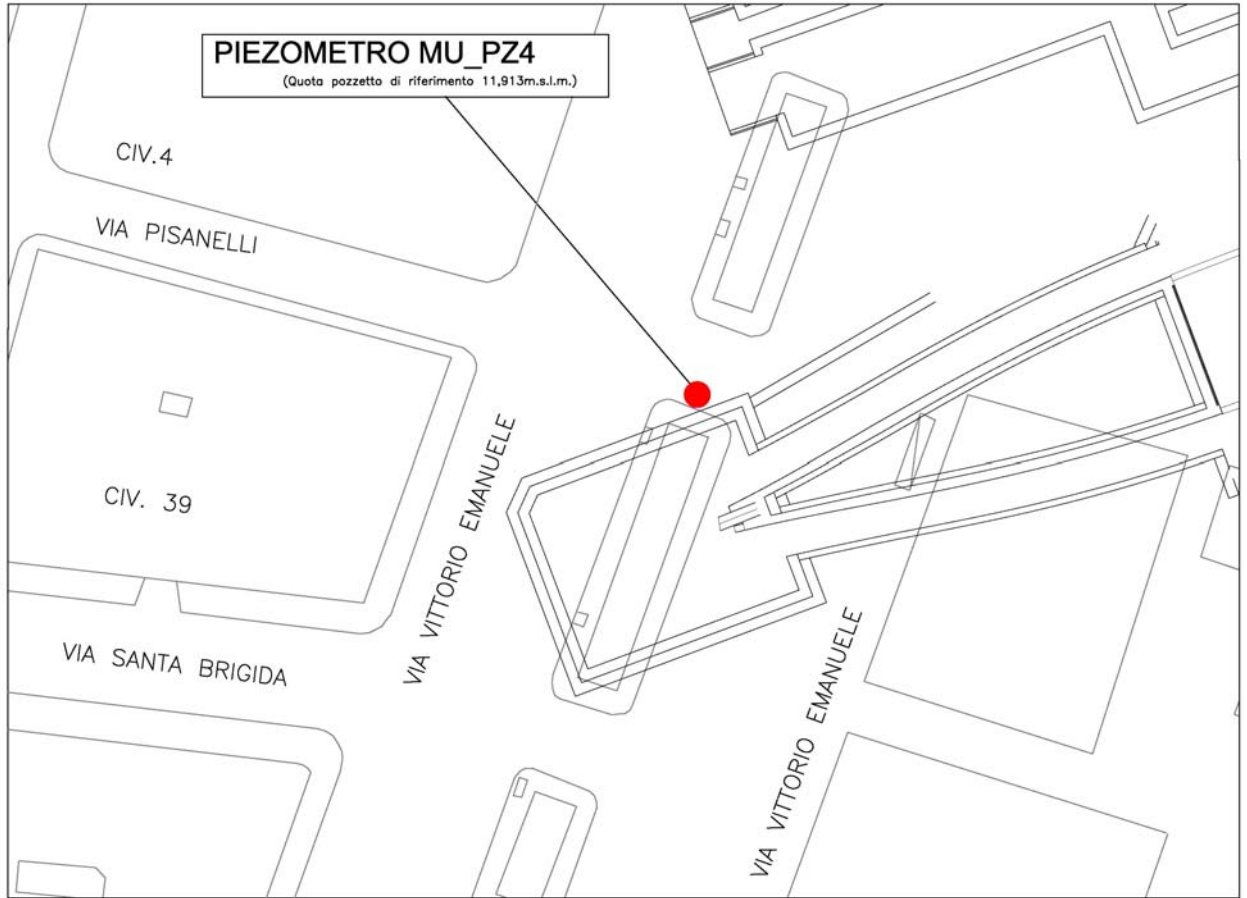 PIEZOMETRO MU_PZ4
(Quota pozzetto di riferimento 11,913m.s.l.m.)
CIV.4
VIA PISANELLI
CIV. 39
VIA VITTORIO EMANUELE
VIA SANTA BRIGIDA
VIA VITTORIO EMANUELE